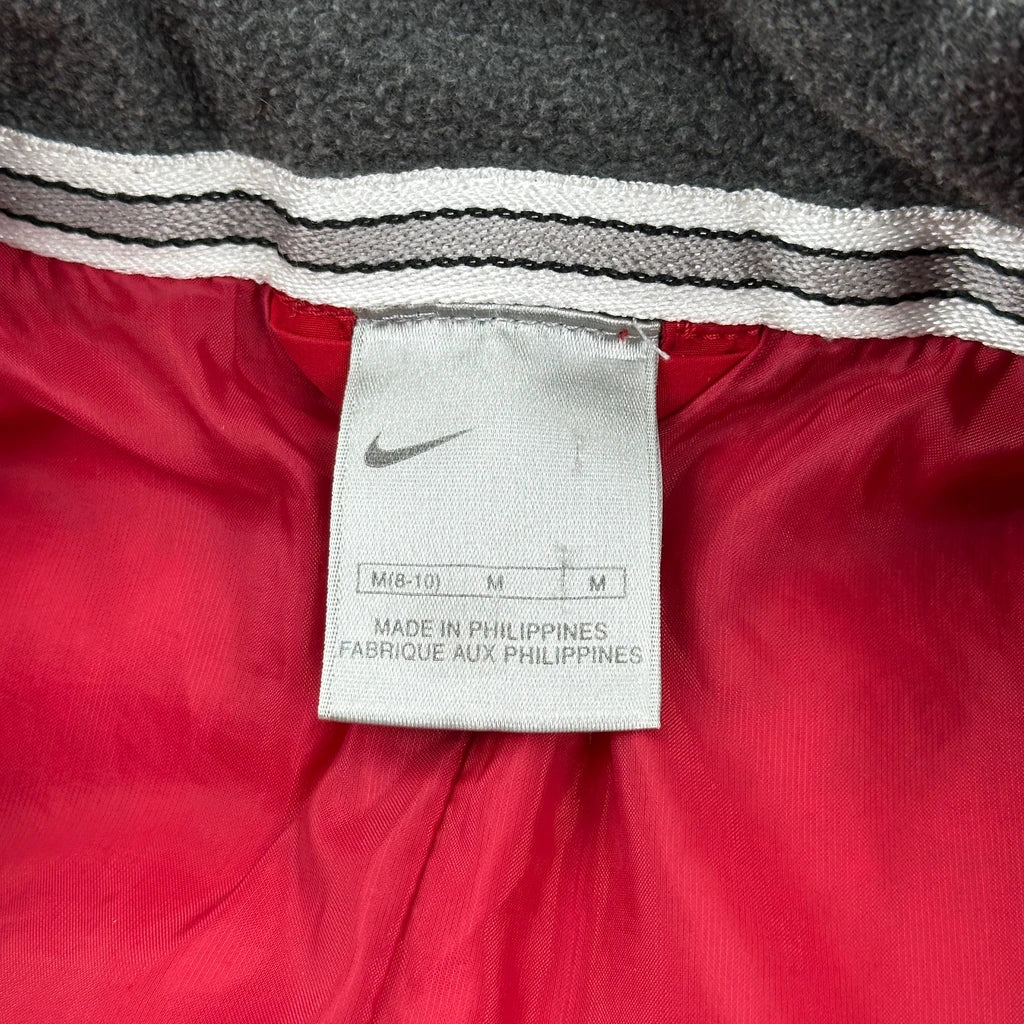 M(8-10) M M
MADE IN PHILIPPINES
FABRIQUE AUX PHILIPPINES